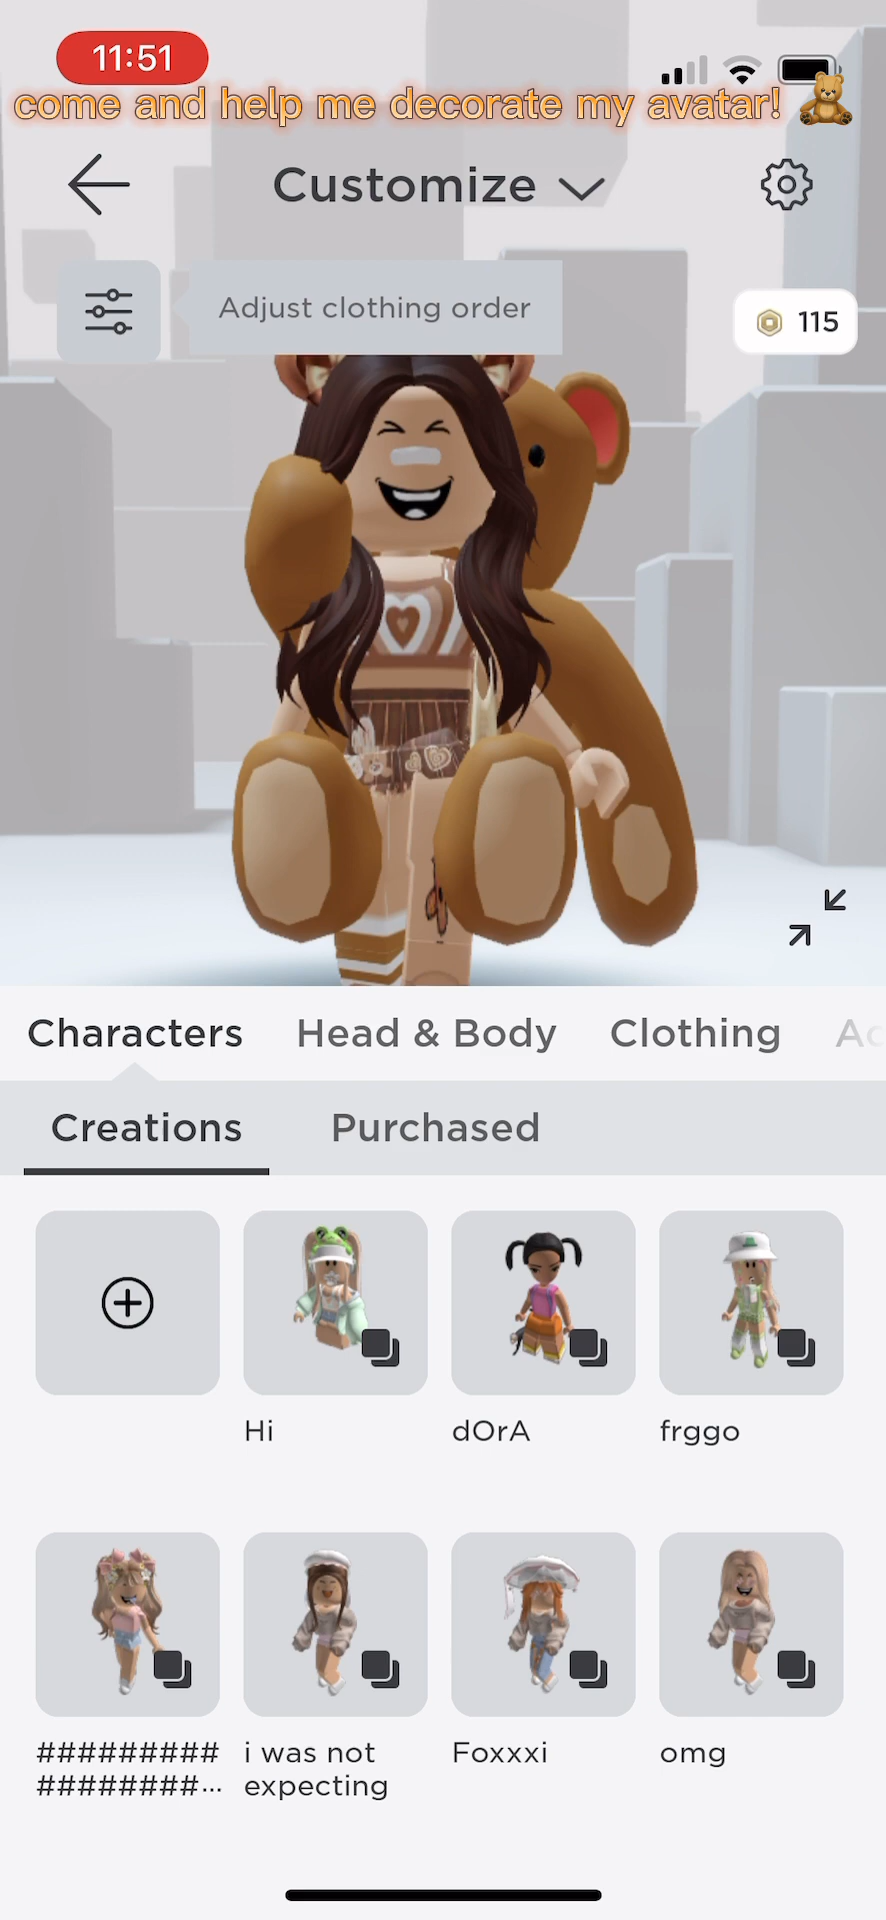 11:51
come and help me decorate my avatar!
Customize
Adjust clothing order
115
Characters Head & Body Clothing
Creations Purchased
Hi dOrA frggo
######### i was not Foxxxi omg
########... expecting